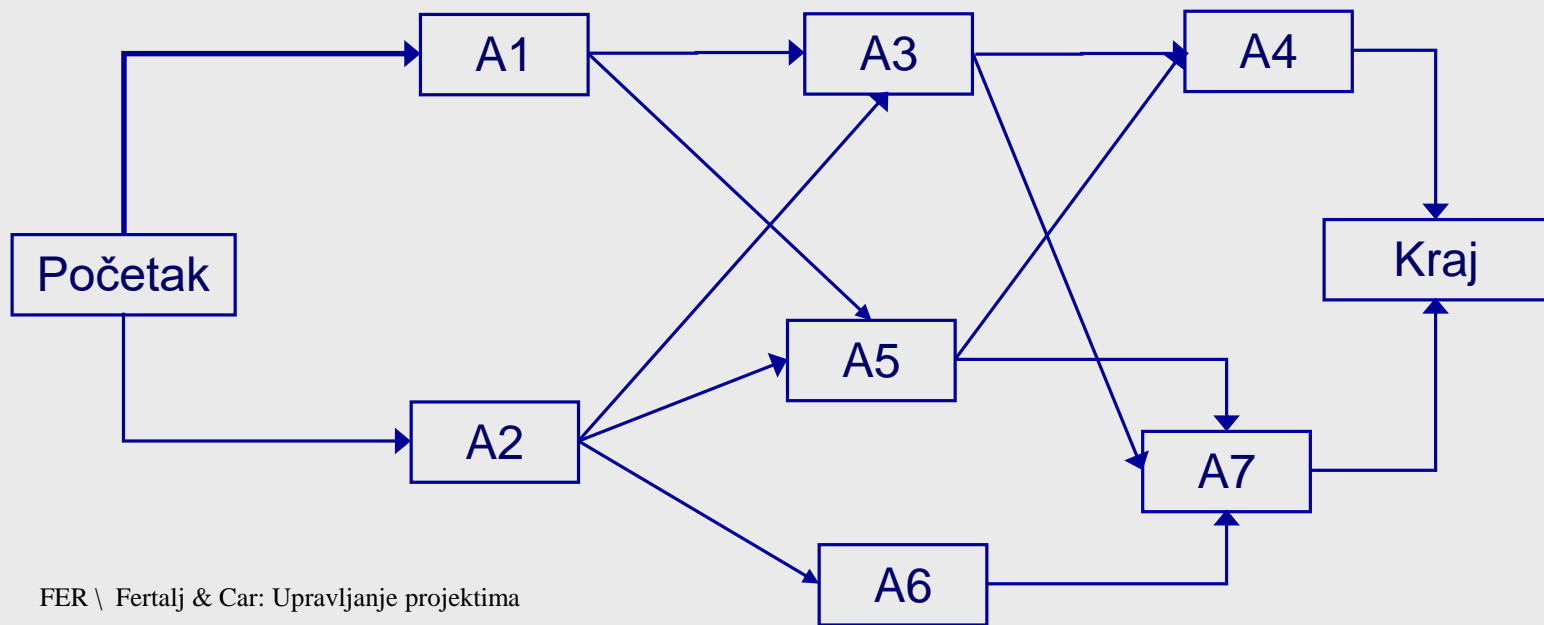 A1
A3
A4
Početak
Kraj
A5
A2
A7
A6
FER \ Fertalj & Car: Upravljanje projektima